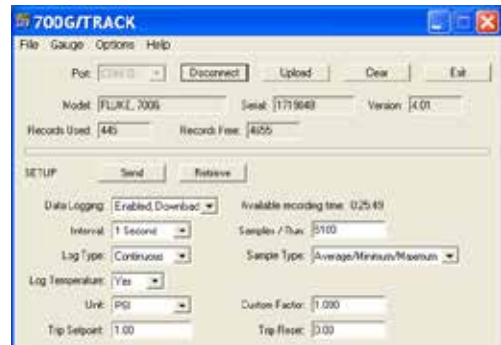 700G/TRACK
File Gauge Options Help
Port: Disconnect Upload Clear Exit
Model: FLUKE, 700G Serial: 1719849 Version: 4.01
Records Used: 445 Records Free: 4655
SETUP Send Retrieve
Data Logging: Enabled, Download Available recording time: 0:25:49
Interval: 1 Second Samples / Run: 5100
Log Type: Continuous Sample Type: Average/Minimum/Maximum
Log Temperature: Yes
Unit: PSI Custom Factor: 1.000
Trip Setpoint: 1.00 Trip Reset: 0.00